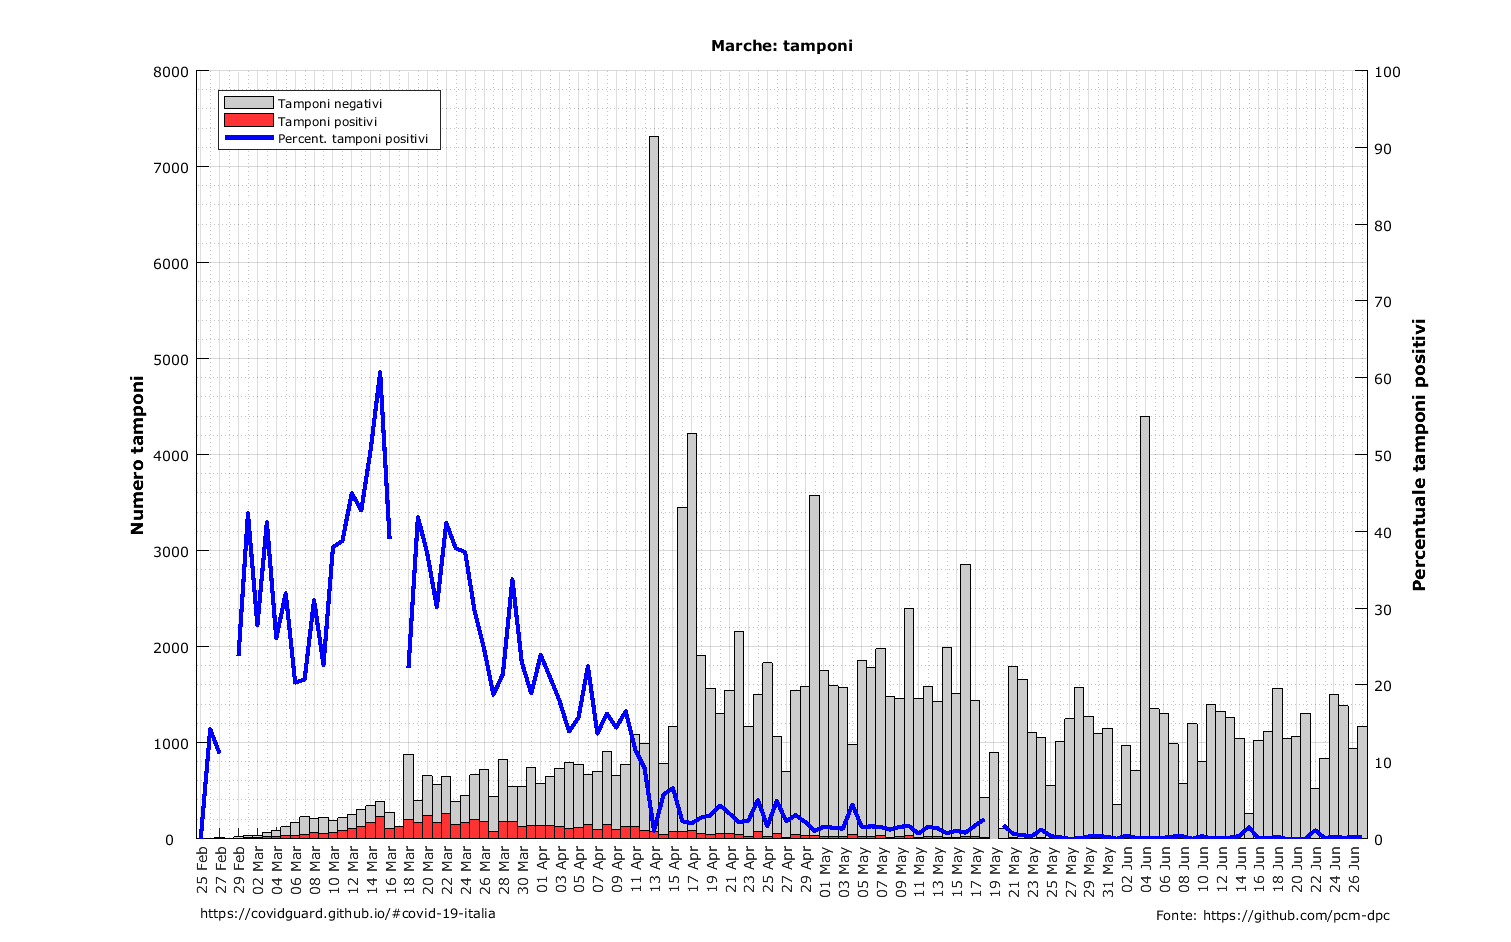 Marche: tamponi
8000
7000
6000
5000
4000
3000
2000
1000
0
100
90
80
70
60
50
40
30
20
10
0
Tamponi negativi
Tamponi positivi
Percent. tamponi positivi
Numero tamponi
Percentuale tamponi positivi
25 Feb
27 Feb
29 Feb
02 Mar
04 Mar
06 Mar
08 Mar
10 Mar
12 Mar
14 Mar
16 Mar
18 Mar
20 Mar
22 Mar
24 Mar
26 Mar
28 Mar
30 Mar
01 Apr
03 Apr
05 Apr
07 Apr
09 Apr
11 Apr
13 Apr
15 Apr
17 Apr
19 Apr
21 Apr
23 Apr
25 Apr
27 Apr
29 Apr
01 May
03 May
05 May
07 May
09 May
11 May
13 May
15 May
17 May
19 May
21 May
23 May
25 May
27 May
29 May
31 May
02 Jun
04 Jun
06 Jun
08 Jun
10 Jun
12 Jun
14 Jun
16 Jun
18 Jun
20 Jun
22 Jun
24 Jun
26 Jun
https://covidguard.github.io/#covid-19-italia
Fonte: https://github.com/pcm-dpc